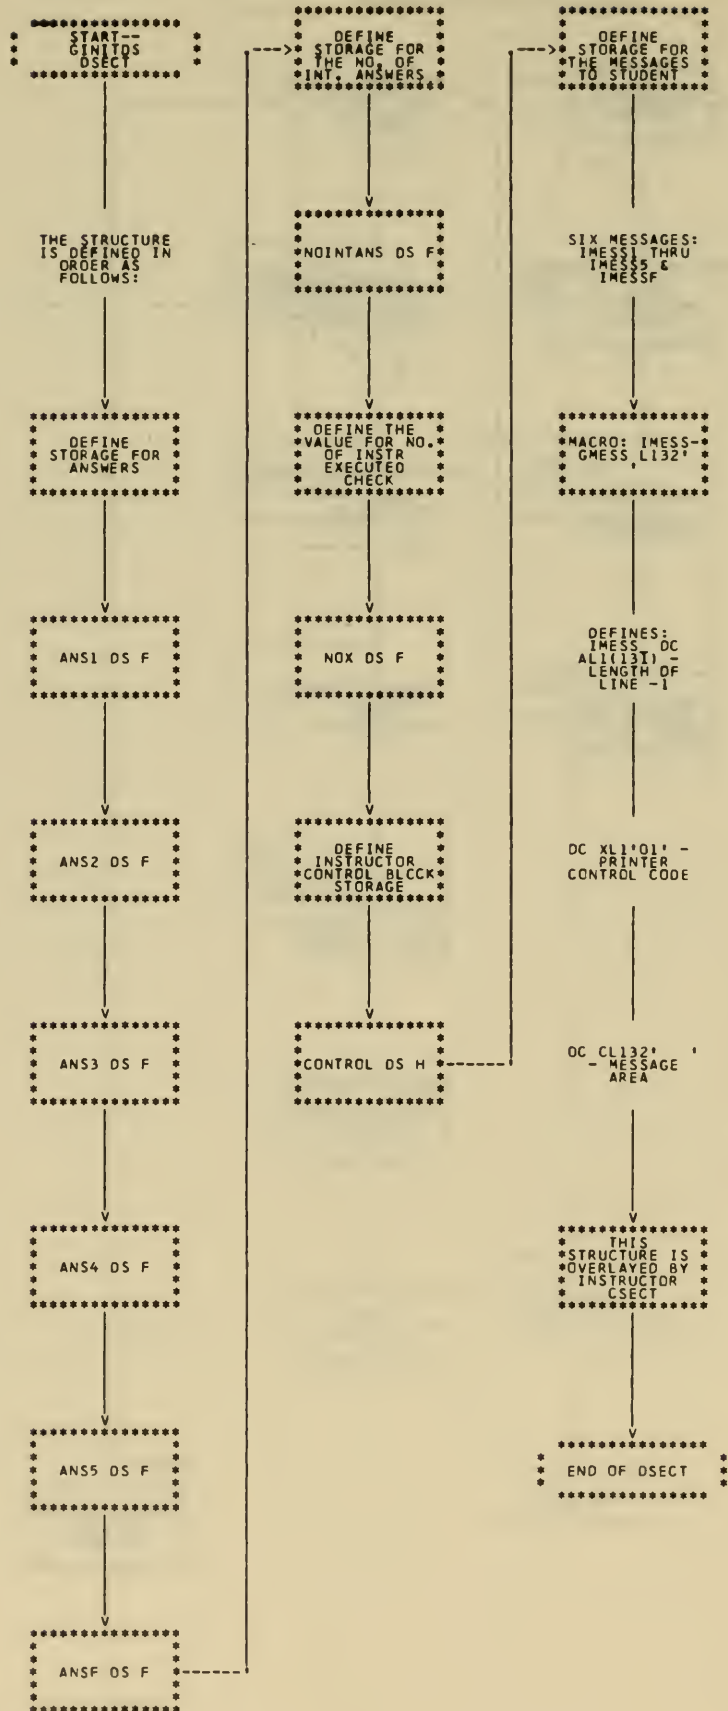 START--
GINITDS
DSECT
THE STRUCTURE
IS DEFINED IN
ORDER AS
FOLLOWS:
DEFINE
STORAGE FOR
ANSWERS
ANS1 DS F
ANS2 DS F
ANS3 DS F
ANS4 DS F
ANS5 DS F
ANSF DS F
DEFINE
STORAGE FOR
THE NO. OF
INT. ANSWERS
NOINTANS DS F
DEFINE THE
VALUE FOR NO.
OF INSTR
EXECUTED
CHECK
NOX DS F
DEFINE
INSTRUCTOR
CONTROL BLOCK
STORAGE
CONTROL DS H
DEFINE
STORAGE FOR
THE MESSAGES
TO STUDENT
SIX MESSAGES:
IMESS1 THRU
IMESS5 &
IMESSF
MACRO: IMESS-
GMESS L132'
'
DEFINES:
IMESS_ DC
AL1(131) -
LENGTH OF
LINE -1
DC XL1'01' -
PRINTER
CONTROL CODE
DC CL132' '
- MESSAGE
AREA
THIS
STRUCTURE IS
OVERLAYED BY
INSTRUCTOR
CSECT
END OF DSECT